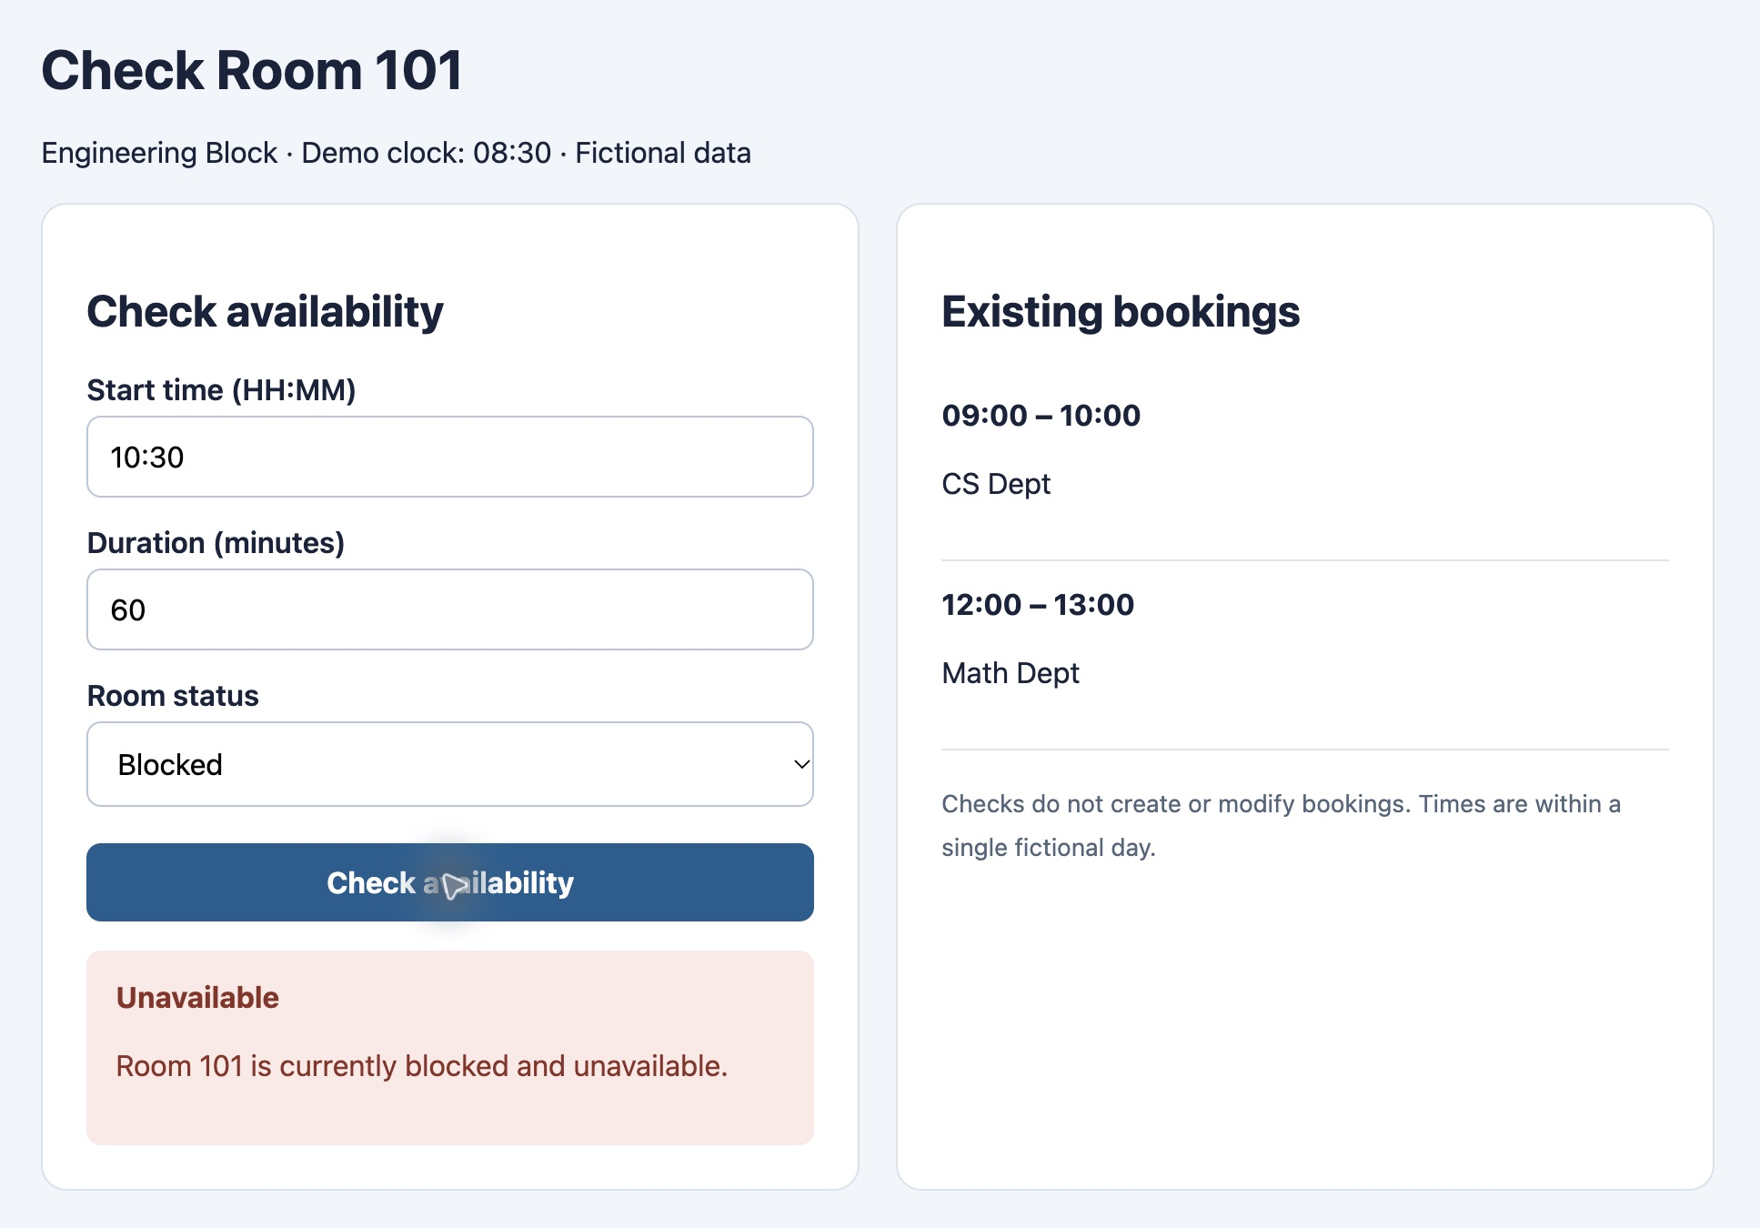 Check Room 101
Engineering Block · Demo clock: 08:30 · Fictional data
Check availability
Start time (HH:MM)
10:30
Duration (minutes)
60
Room status
Blocked
Check availability
Unavailable
Room 101 is currently blocked and unavailable.
Existing bookings
09:00 – 10:00
CS Dept
12:00 – 13:00
Math Dept
Checks do not create or modify bookings. Times are within a
single fictional day.